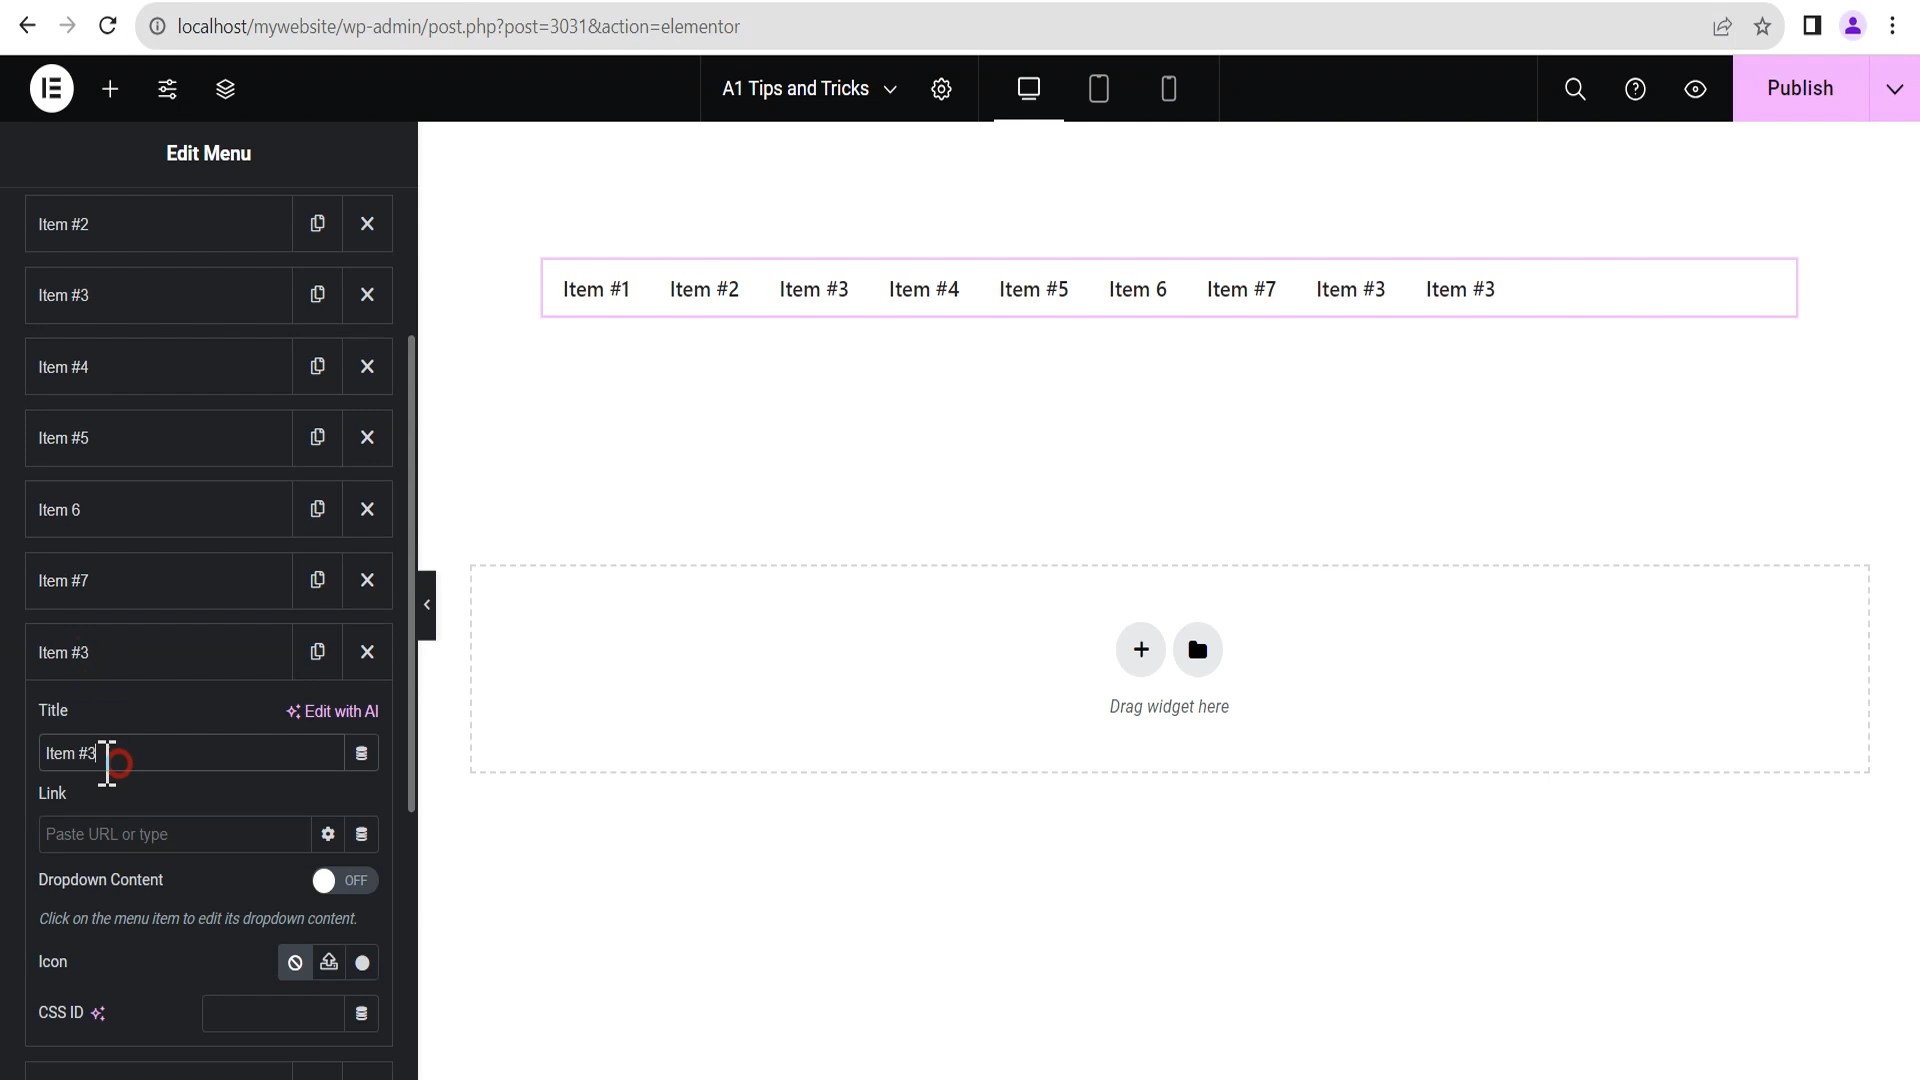 localhost/mywebsite/wp-admin/post.php?post=3031&action=elementor
A1 Tips and Tricks
Publish
Edit Menu
Item #2
Item #3
Item #4
Item #5
Item 6
Item #7
Item #3
Title
Edit with AI
Item #3
Link
Paste URL or type
Dropdown Content
OFF
Click on the menu item to edit its dropdown content.
Icon
CSS ID
Item #1 Item #2 Item #3 Item #4 Item #5 Item 6 Item #7 Item #3 Item #3
Drag widget here